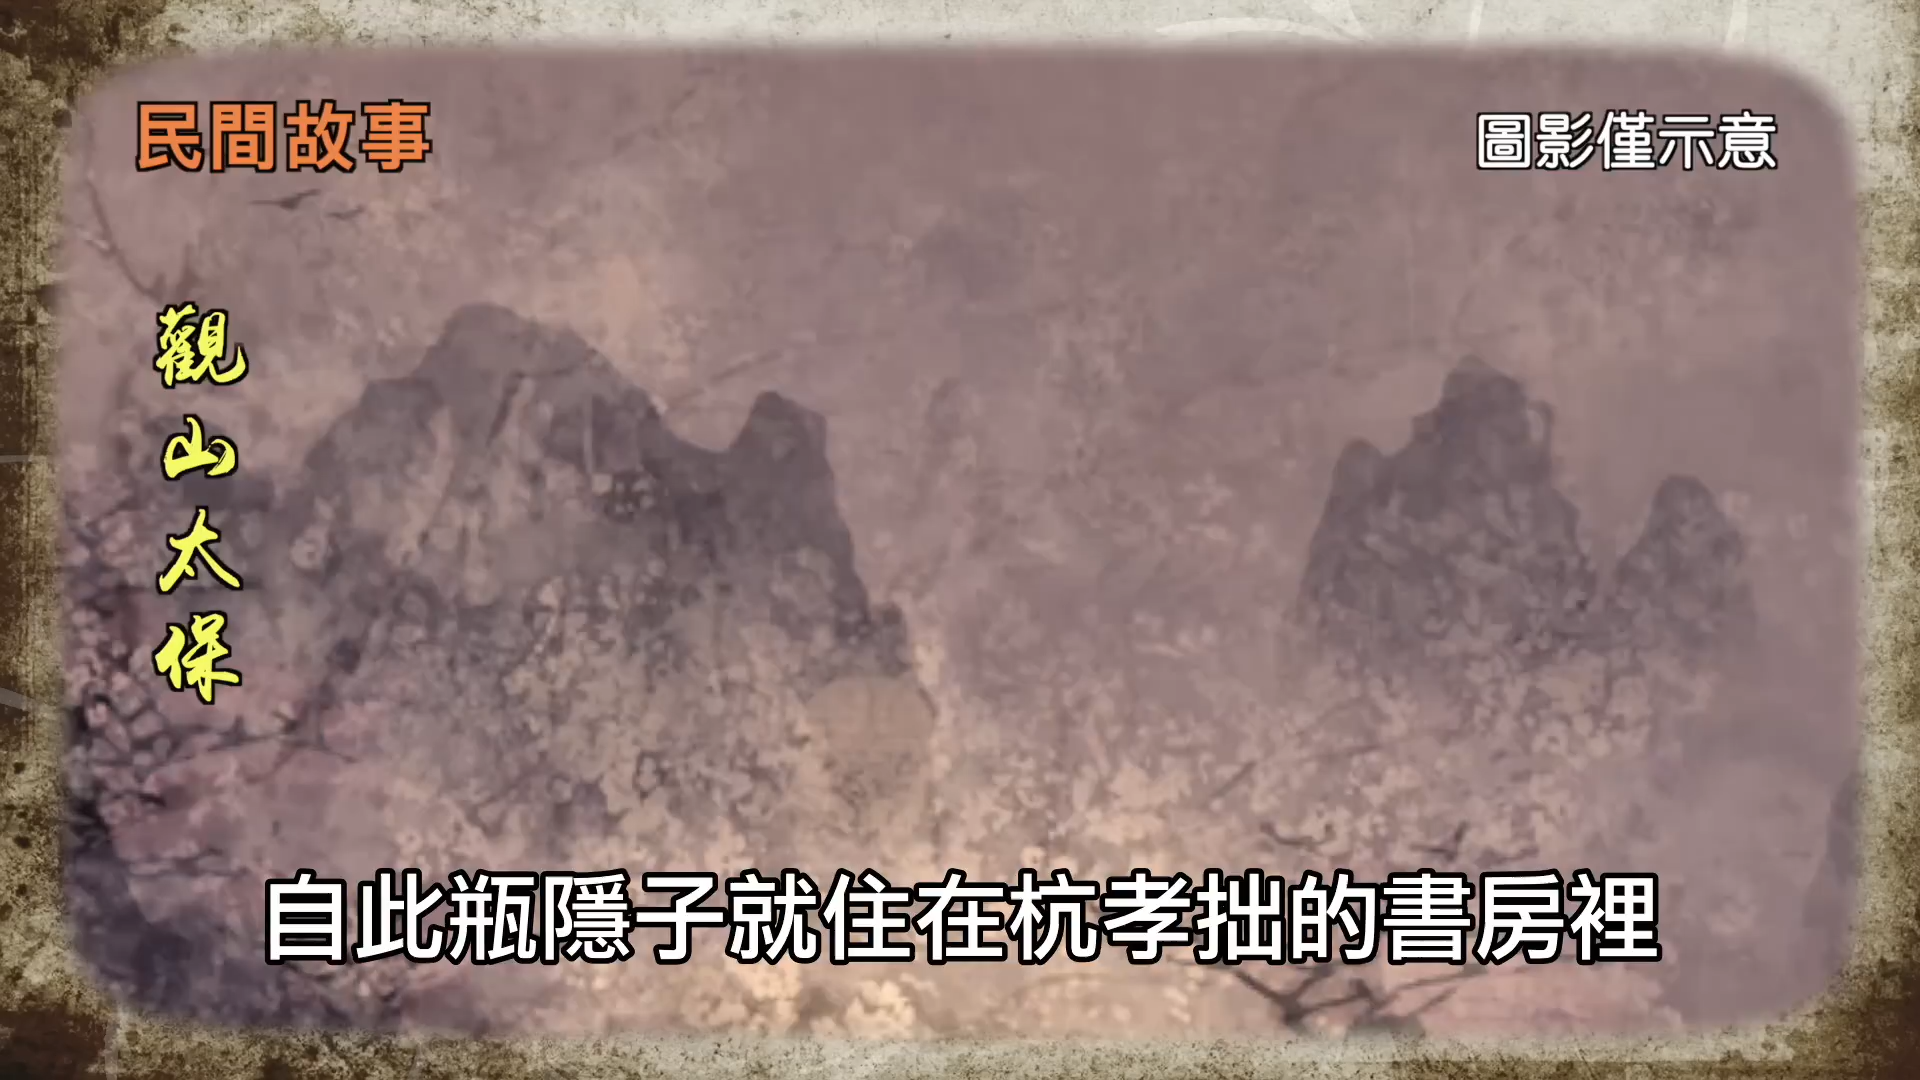 民間故事
圖影僅示意
觀山太保
自此瓶隱子就住在杭孝拙的書房裡